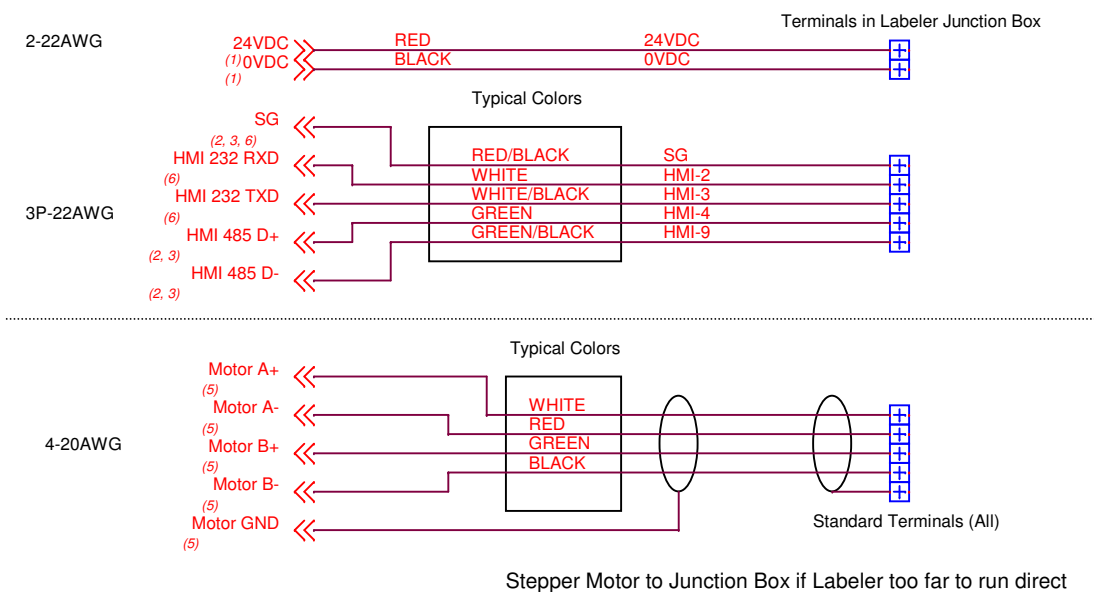 Terminals in Labeler Junction Box
2-22AWG
24VDC RED 24VDC
(1) 0VDC BLACK 0VDC
(1)
Typical Colors
SG
(2, 3, 6)
HMI 232 RXD RED/BLACK SG
(6) WHITE HMI-2
HMI 232 TXD WHITE/BLACK HMI-3
3P-22AWG (6) GREEN HMI-4
HMI 485 D+ GREEN/BLACK HMI-9
(2, 3)
HMI 485 D-
(2, 3)
Typical Colors
Motor A+
(5)
Motor A- WHITE
(5) RED
4-20AWG Motor B+ GREEN
(5) BLACK
Motor B-
(5)
Motor GND Standard Terminals (All)
(5)
Stepper Motor to Junction Box if Labeler too far to run direct